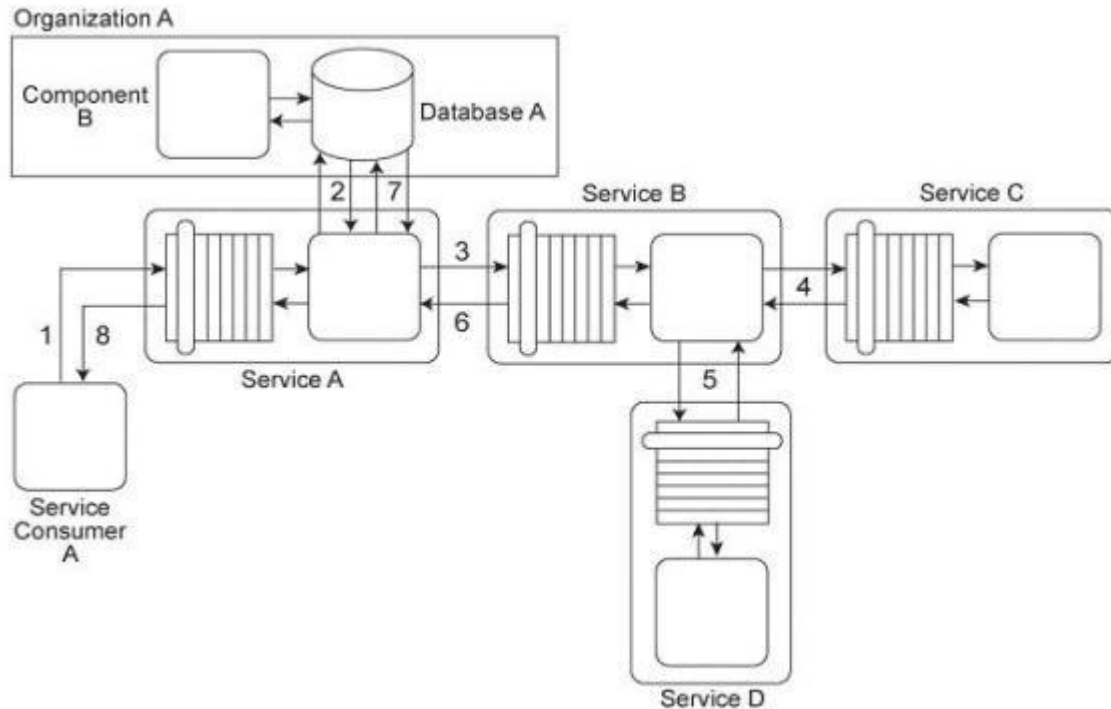 Organization A
Component
B
Database A
2
7
Service B
Service C
3
4
6
1
8
Service A
5
Service
Consumer
A
Service D